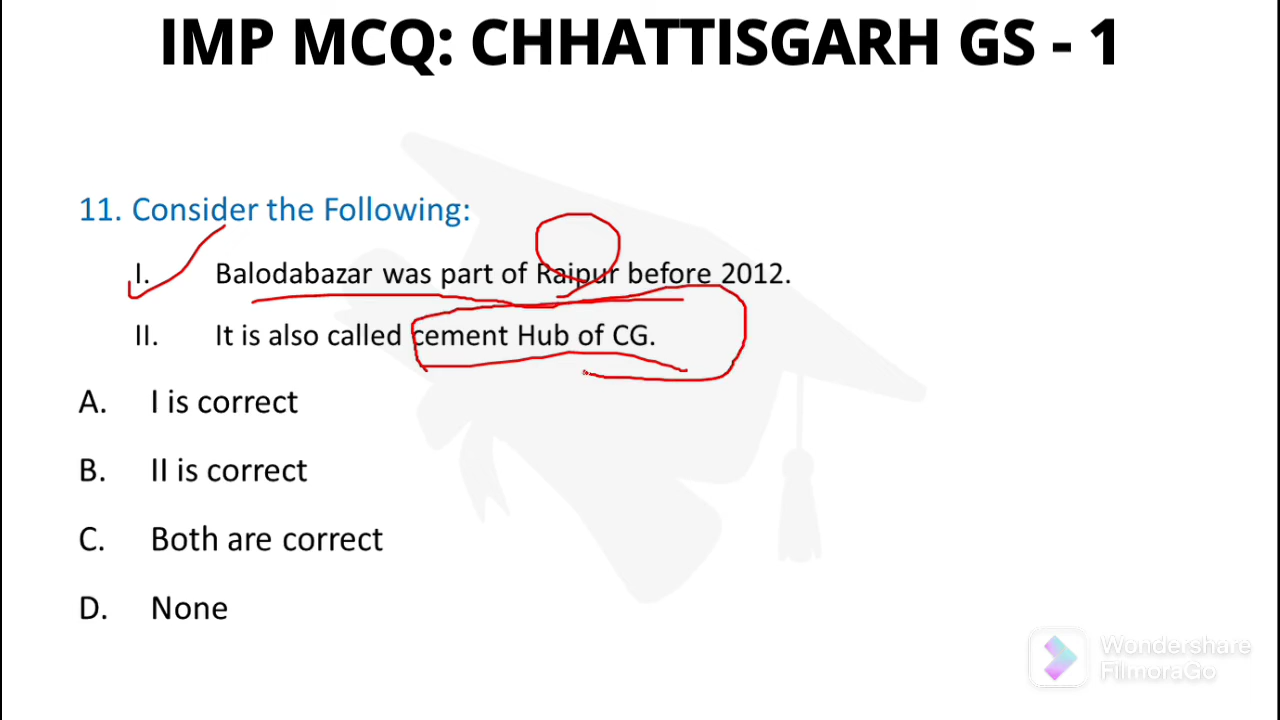 IMP MCQ: CHHATTISGARH GS - 1
11. Consider the Following:
I. Balodabazar was part of Raipur before 2012.
II. It is also called cement Hub of CG.
A. I is correct
B. II is correct
C. Both are correct
D. None
Wondershare
FilmoraGo